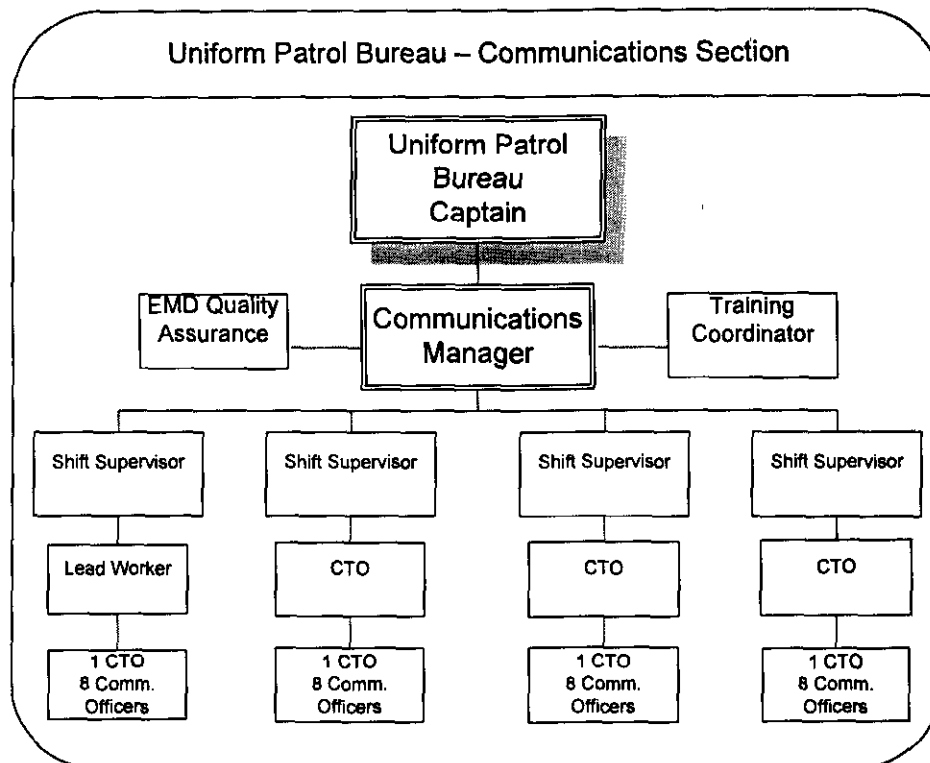 Uniform Patrol Bureau – Communications Section
Uniform Patrol
Bureau
Captain
EMD Quality
Assurance
Communications
Manager
Training
Coordinator
Shift Supervisor
Shift Supervisor
Shift Supervisor
Shift Supervisor
Lead Worker
CTO
CTO
CTO
1 CTO
8 Comm.
Officers
1 CTO
8 Comm.
Officers
1 CTO
8 Comm.
Officers
1 CTO
8 Comm.
Officers